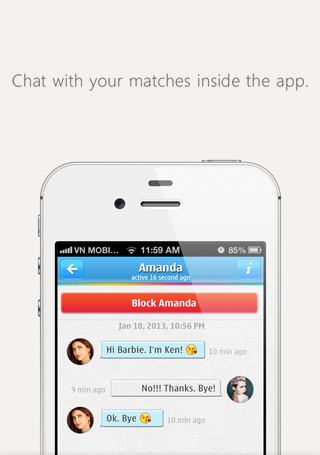 Chat with your matches inside the app.
VN MOBI... 11:59 AM 85%
Amanda
active 16 second ago
i
Block Amanda
Jan 18, 2013, 10:56 PM
Hi Barbie. I'm Ken! 😘 10 min ago
9 min ago No!!! Thanks. Bye!
Ok. Bye 😘 10 min ago